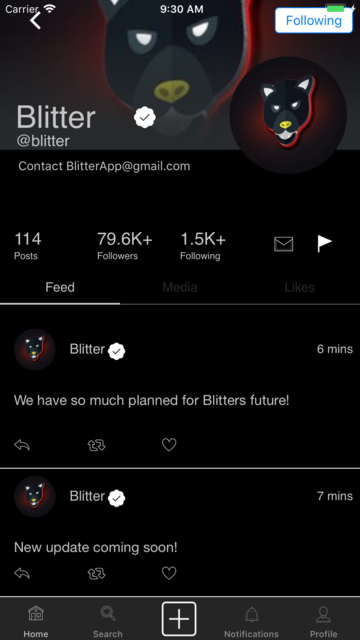 Carrier 9:30 AM
Following
Blitter
@blitter
Contact BlitterApp@gmail.com
114 79.6K+ 1.5K+
Posts Followers Following
Feed Media Likes
Blitter 6 mins
We have so much planned for Blitters future!
Blitter 7 mins
New update coming soon!
Home Search Notifications Profile